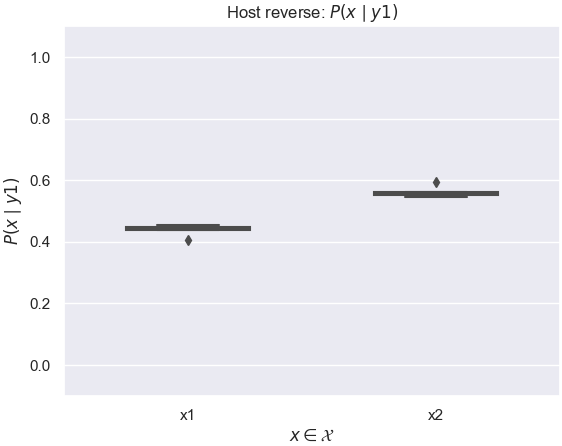 Host reverse: P(x | y1)
P(x | y1)
1.0
0.8
0.6
0.4
0.2
0.0
x1 x2
x ∈ 𝒳